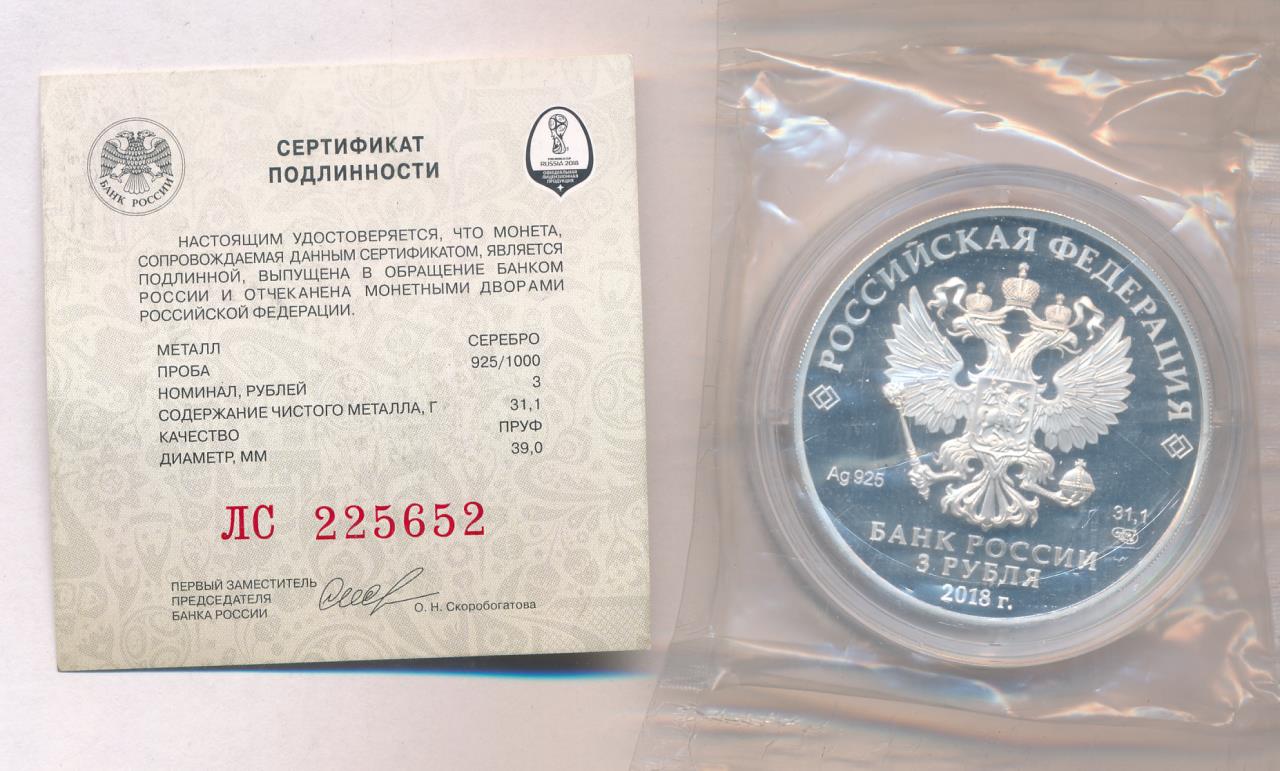 БАНК РОССИИ
СЕРТИФИКАТ
ПОДЛИННОСТИ
RUSSIA 2018
ОФИЦИАЛЬНАЯ
ЛИЦЕНЗИОННАЯ
ПРОДУКЦИЯ
НАСТОЯЩИМ УДОСТОВЕРЯЕТСЯ, ЧТО МОНЕТА,
СОПРОВОЖДАЕМАЯ ДАННЫМ СЕРТИФИКАТОМ, ЯВЛЯЕТСЯ
ПОДЛИННОЙ, ВЫПУЩЕНА В ОБРАЩЕНИЕ БАНКОМ
РОССИИ И ОТЧЕКАНЕНА МОНЕТНЫМИ ДВОРАМИ
РОССИЙСКОЙ ФЕДЕРАЦИИ.
МЕТАЛЛ СЕРЕБРО
ПРОБА 925/1000
НОМИНАЛ, РУБЛЕЙ 3
СОДЕРЖАНИЕ ЧИСТОГО МЕТАЛЛА, Г 31,1
КАЧЕСТВО ПРУФ
ДИАМЕТР, ММ 39,0
ЛС 225652
ПЕРВЫЙ ЗАМЕСТИТЕЛЬ
ПРЕДСЕДАТЕЛЯ
БАНКА РОССИИ
О. Н. Скоробогатова
РОССИЙСКАЯ ФЕДЕРАЦИЯ
Ag 925
31,1
БАНК РОССИИ
3 РУБЛЯ
2018 г.